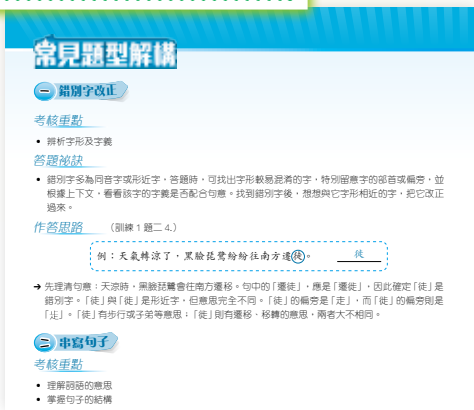 常見題型解構
一 錯別字改正
考核重點
• 辨析字形及字義
答題祕訣
• 錯別字多為同音字或形近字，答題時，可找出字形較易混淆的字，特別留意字的部首或偏旁，並
根據上下文，看看該字的字義是否配合句意。找到錯別字後，想想與它字形相近的字，把它改正
過來。
作答思路 （訓練1題二4.）
例：天氣轉涼了，黑臉琵鷺紛紛往南方遷徒。 徙
➔ 先理清句意：天涼時，黑臉琵鷺會往南方遷移。句中的「遷徒」，應是「遷徙」，因此確定「徒」是
錯別字。「徒」與「徙」是形近字，但意思完全不同。「徒」的偏旁是「走」，而「徙」的偏旁則是
「歨」。「徒」有步行或子弟等意思；「徙」則有遷移、移轉的意思，兩者大不相同。
二 串寫句子
考核重點
• 理解詞語的意思
• 掌握句子的結構